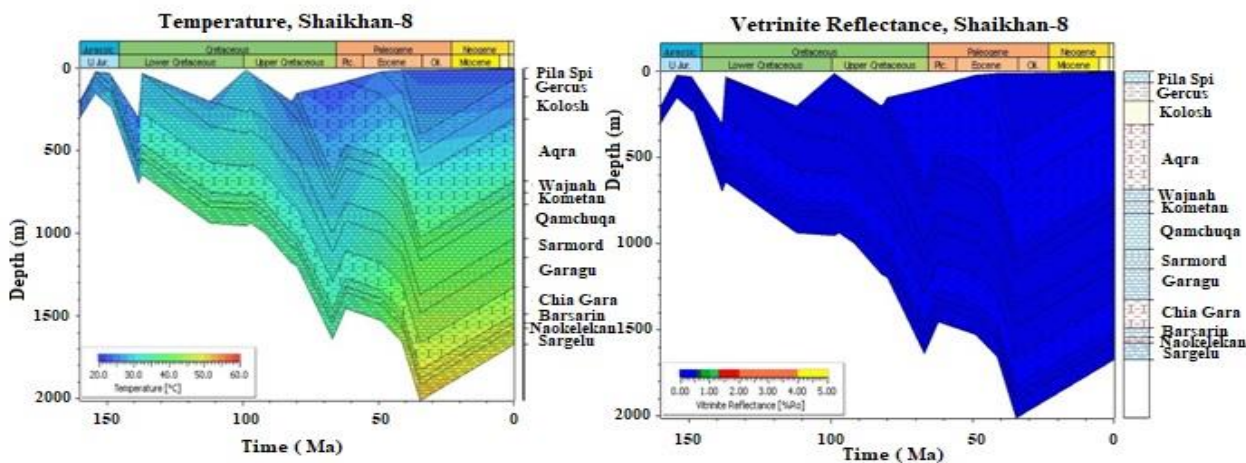 Temperature, Shaikhan-8
Jurassic Cretaceous Paleogene Neogene
U Jur. Lower Cretaceous Upper Cretaceous Plc. Eocene Oli. Miocene
0
500
1000
1500
2000
Depth (m)
Pila Spi
Gercus
Kolosh
Aqra
Wajnah
Kometan
Qamchuqa
Sarmord
Garagu
Chia Gara
Barsarin
Naokelekan
Sargelu
20.0 30.0 40.0 50.0 60.0
Temperature [°C]
150 100 50 0
Time ( Ma)
Vetrinite Reflectance, Shaikhan-8
Jurassic Cretaceous Paleogene Neogene
U Jur. Lower Cretaceous Upper Cretaceous Plc. Eocene Oli. Miocene
0
500
1000
1500
2000
Depth (m)
Pila Spi
Gercus
Kolosh
Aqra
Wajnah
Kometan
Qamchuqa
Sarmord
Garagu
Chia Gara
Barsarin
Naokelekan
Sargelu
0.00 1.00 2.00 3.00 4.00 5.00
Vitrinite Reflectance [%Ro]
150 100 50 0
Time ( Ma)